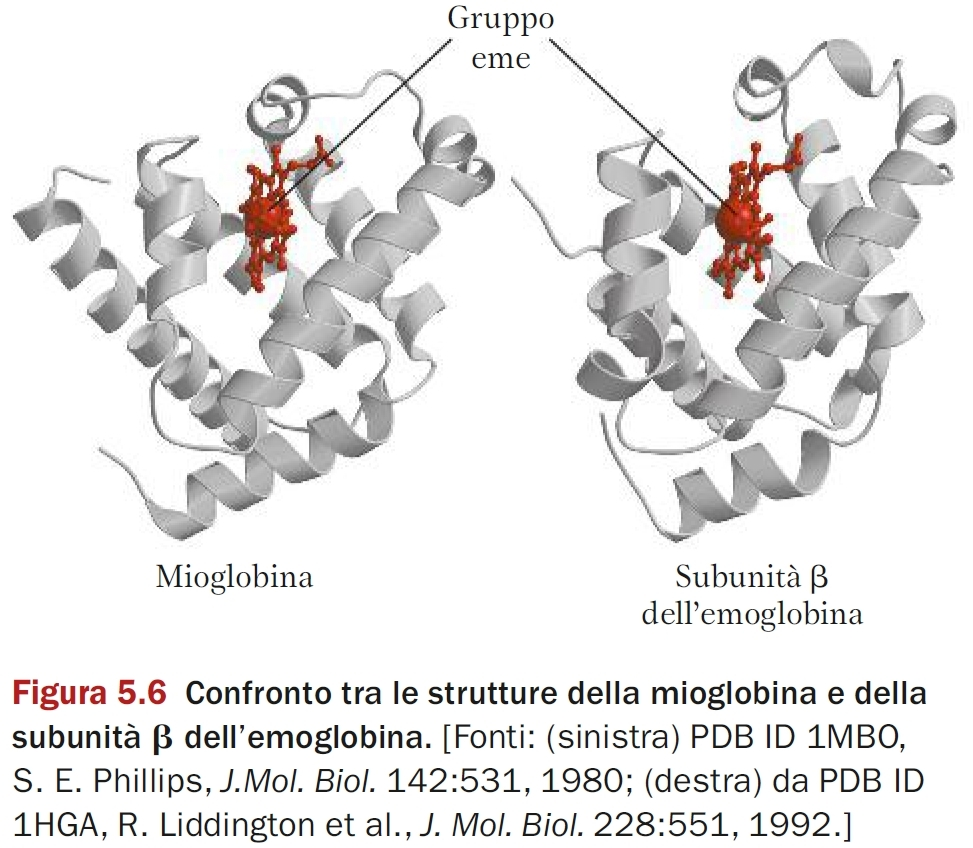 Gruppo
eme
Mioglobina
Subunità β
dell’emoglobina
Figura 5.6 Confronto tra le strutture della mioglobina e della
subunità β dell’emoglobina. [Fonti: (sinistra) PDB ID 1MBO,
S. E. Phillips, J.Mol. Biol. 142:531, 1980; (destra) da PDB ID
1HGA, R. Liddington et al., J. Mol. Biol. 228:551, 1992.]